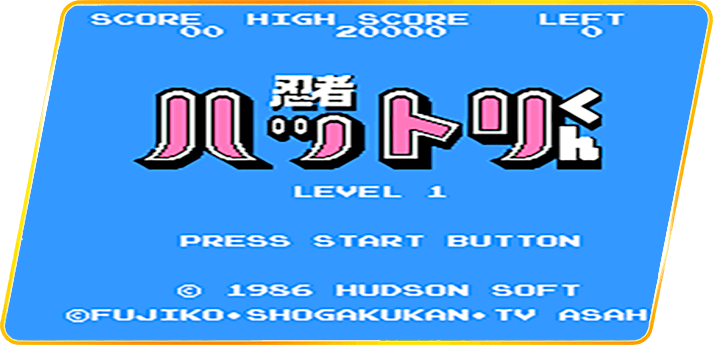 SCORE HIGH SCORE LEFT
00 20000 0
忍者
ハットリくん
LEVEL 1
PRESS START BUTTON
© 1986 HUDSON SOFT
©FUJIKO•SHOGAKUKAN•TV ASAH